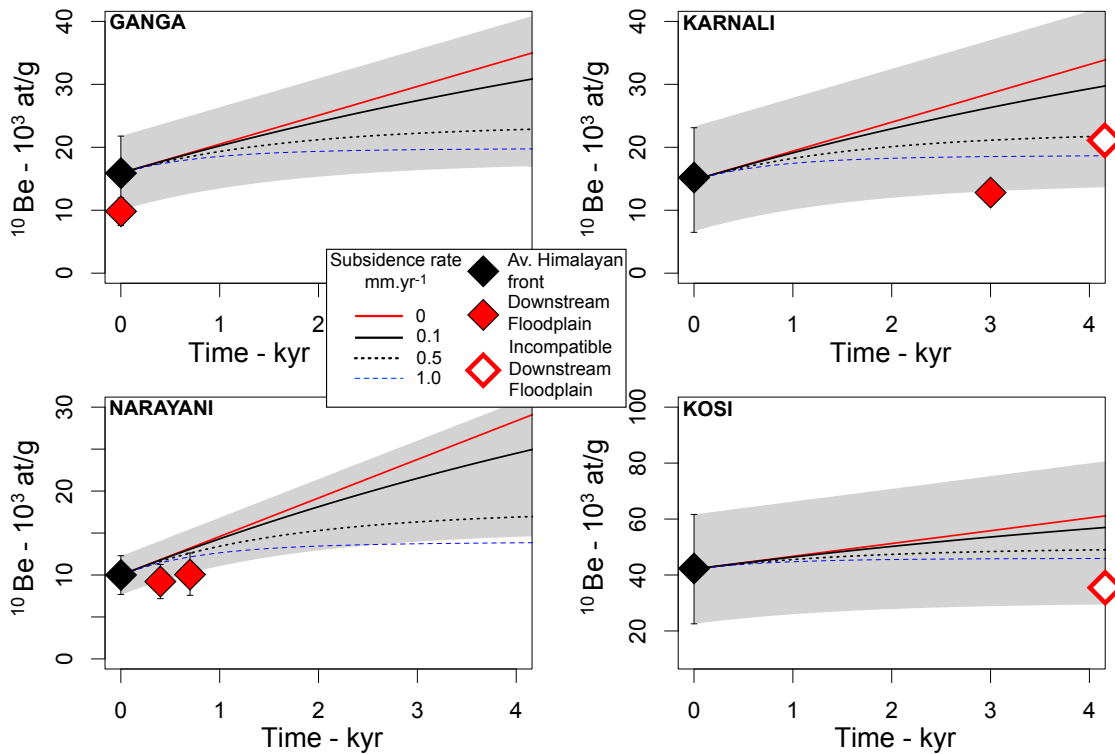 GANGA
40
30
20
10
0
¹⁰Be - 10³ at/g
0
1
2
Time - kyr
KARNALI
40
30
20
10
0
¹⁰Be - 10³ at/g
0
1
2
3
4
Time - kyr
Subsidence rate
mm.yr⁻¹
0
0.1
0.5
1.0
Av. Himalayan
front
Downstream
Floodplain
Incompatible
Downstream
Floodplain
NARAYANI
30
20
10
0
¹⁰Be - 10³ at/g
0
1
2
3
4
Time - kyr
KOSI
100
80
60
40
20
¹⁰Be - 10³ at/g
0
1
2
3
4
Time - kyr